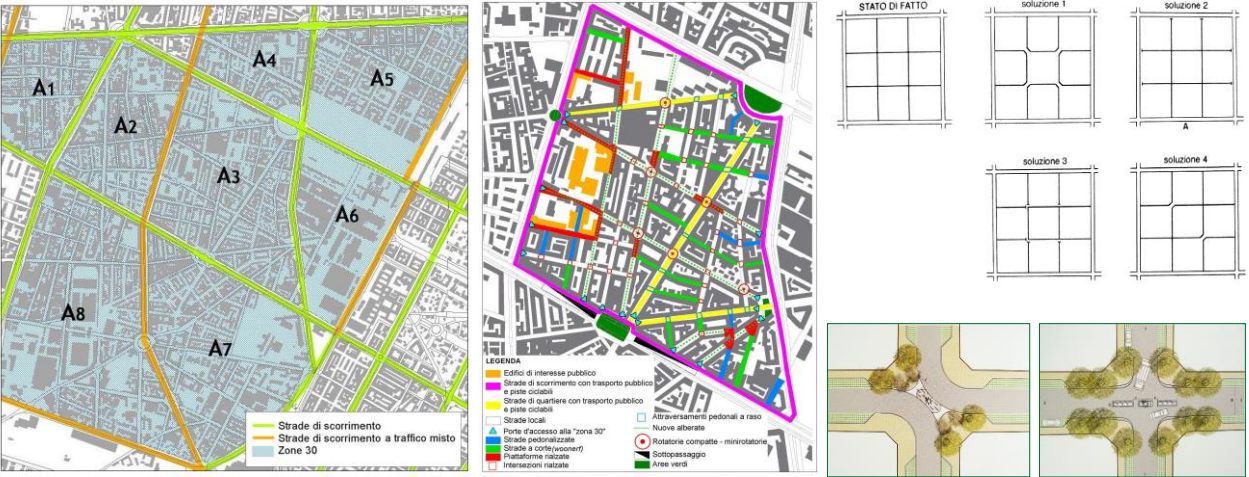 A1
A2
A3
A4
A5
A6
A7
A8
Strade di scorrimento
Strade di scorrimento a traffico misto
Zone 30
LEGENDA
Edifici di interesse pubblico
Strade di scorrimento con trasporto pubblico
e piste ciclabili
Strade di quartiere con trasporto pubblico
e piste ciclabili
Strade locali
Porte d'accesso alla "zona 30"
Strade pedonalizzate
Strade a corte(woonerf)
Piattaforme rialzate
Intersezioni rialzate
Attraversamenti pedonali a raso
Nuove alberate
Rotatorie compatte - minirotatorie
Sottopassaggio
Aree verdi
STATO DI FATTO
soluzione 1
soluzione 2
A
soluzione 3
soluzione 4